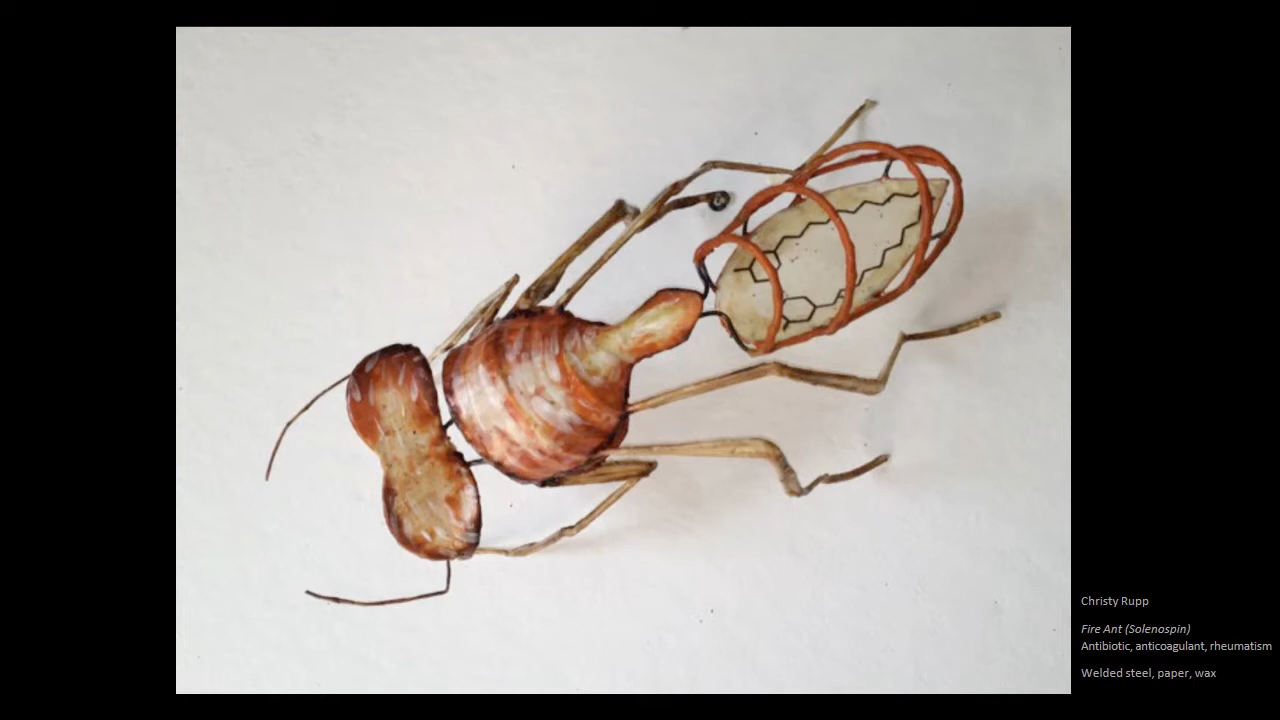 Christy Rupp
Fire Ant (Solenospin)
Antibiotic, anticoagulant, rheumatism
Welded steel, paper, wax